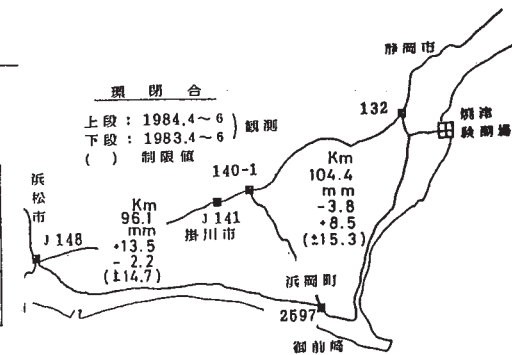 静岡市
環閉合
上段: 1984.4～6
下段: 1983.4～6
)観測
( ) 制限値
132
焼津
験潮場
140-1
Km
104.4
mm
-3.8
+8.5
(±15.3)
浜松市
Km
96.1
mm
+13.5
- 2.2
(±14.7)
J 141
掛川市
J 148
浜岡町
2597
御前崎